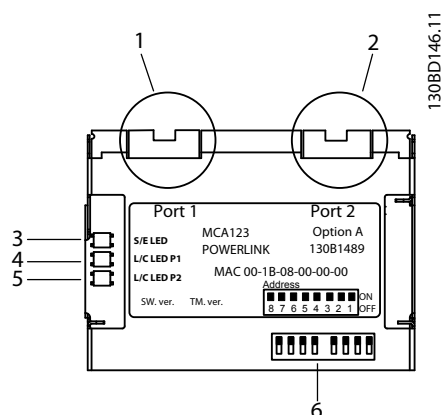 1
2
130BD146.11
Port 1
Port 2
3
S/E LED
MCA123
Option A
4
L/C LED P1
POWERLINK
130B1489
5
L/C LED P2
MAC 00-1B-08-00-00-00
Address
SW. ver.
TM. ver.
ON
8 7 6 5 4 3 2 1
OFF
6